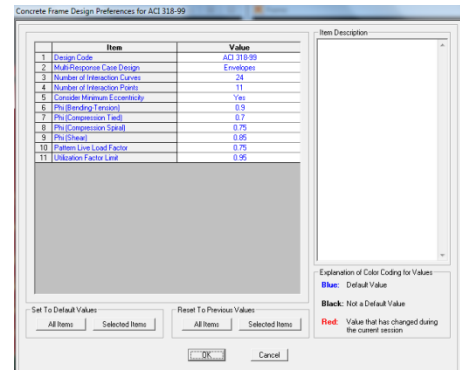 Concrete Frame Design Preferences for ACI 318-99
Item Value
1 Design Code ACI 318-99
2 Multi-Response Case Design Envelopes
3 Number of Interaction Curves 24
4 Number of Interaction Points 11
5 Consider Minimum Eccentricity Yes
6 Phi (Bending-Tension) 0.9
7 Phi (Compression Tied) 0.7
8 Phi (Compression Spiral) 0.75
9 Phi (Shear) 0.85
10 Pattern Live Load Factor 0.75
11 Utilization Factor Limit 0.95
Item Description
Explanation of Color Coding for Values
Blue: Default Value
Black: Not a Default Value
Red: Value that has changed during
the current session
Set To Default Values
All Items Selected Items
Reset To Previous Values
All Items Selected Items
OK Cancel